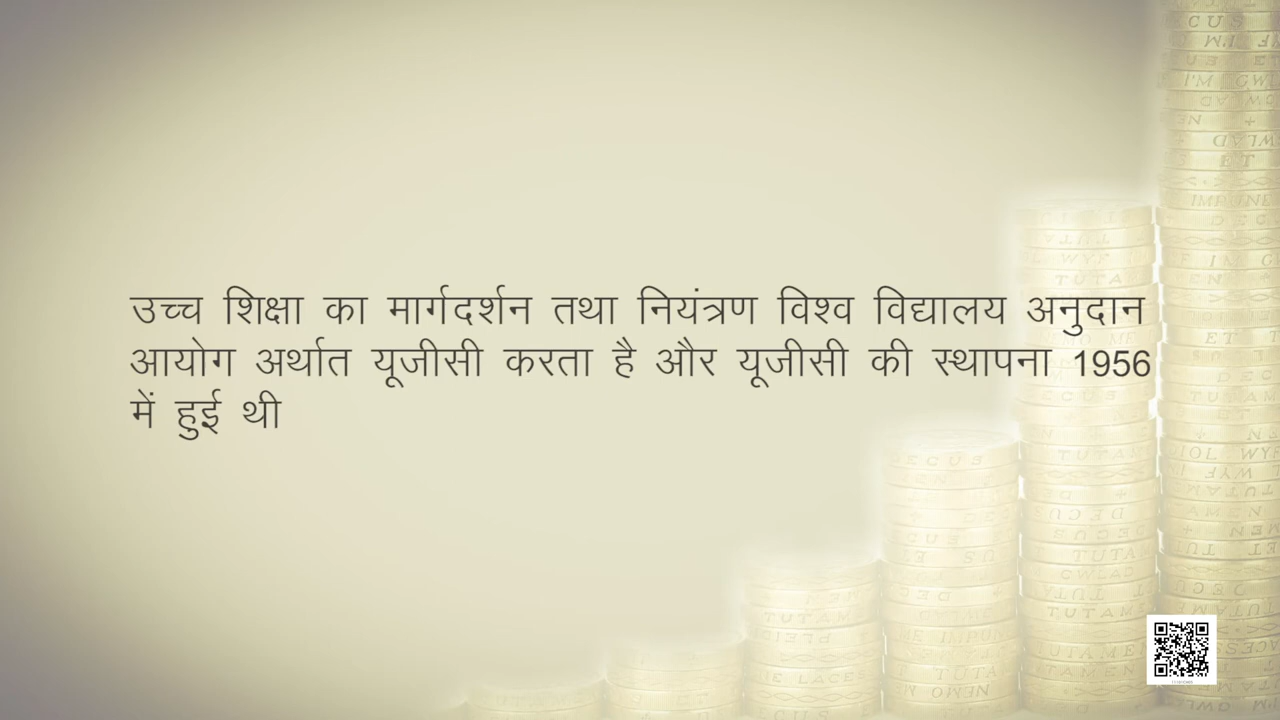 उच्च शिक्षा का मार्गदर्शन तथा नियंत्रण विश्व विद्यालय अनुदान
आयोग अर्थात यूजीसी करता है और यूजीसी की स्थापना 1956
में हुई थी